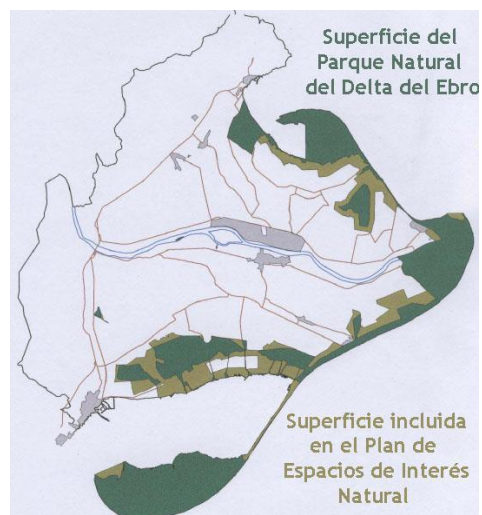 Superficie del
Parque Natural
del Delta del Ebro
Superficie incluida
en el Plan de
Espacios de Interés
Natural